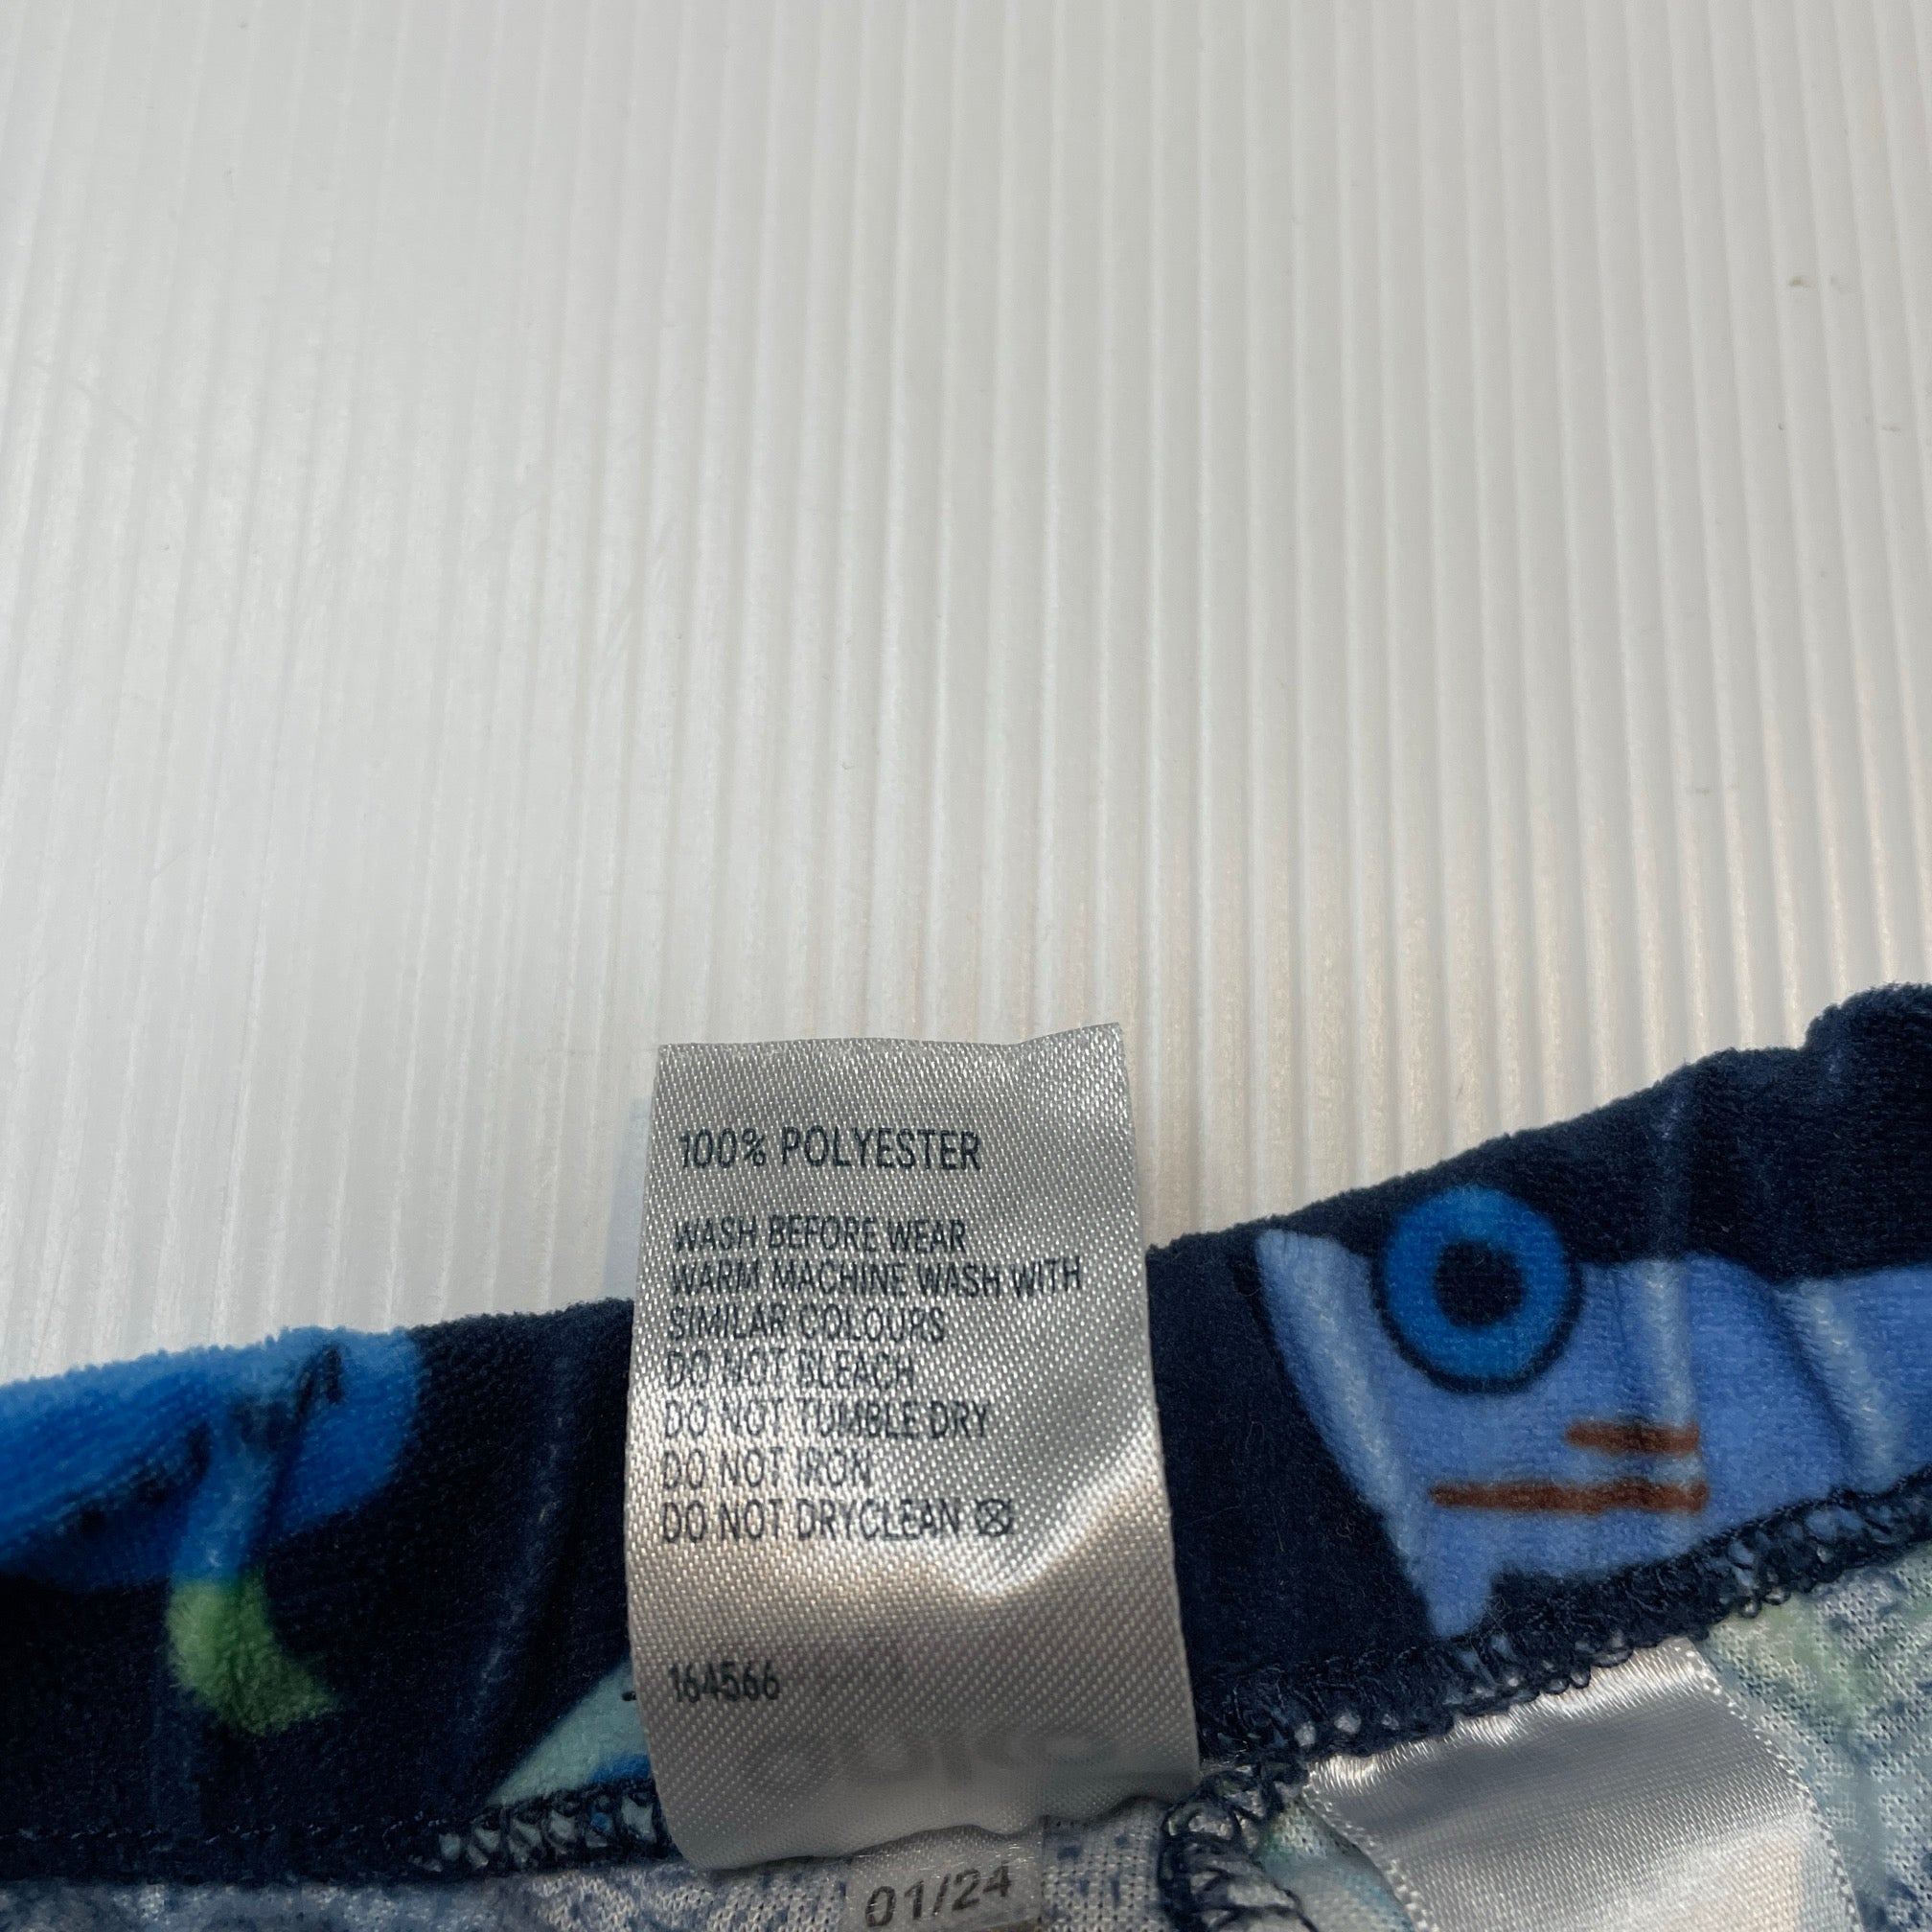 100% POLYESTER
WASH BEFORE WEAR
WARM MACHINE WASH WITH
SIMILAR COLOURS
DO NOT BLEACH
DO NOT TUMBLE DRY
DO NOT IRON
DO NOT DRYCLEAN
164566
01/24